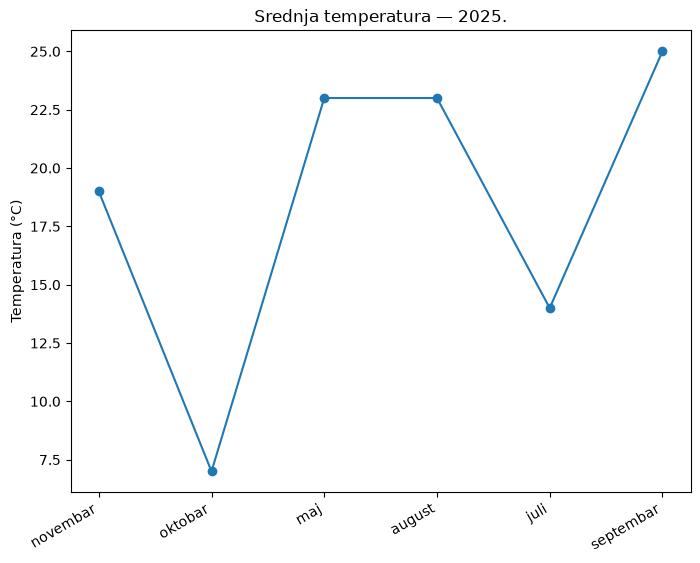 Srednja temperatura — 2025.
Temperatura (°C)
25.0
22.5
20.0
17.5
15.0
12.5
10.0
7.5
novembar
oktobar
maj
august
juli
septembar